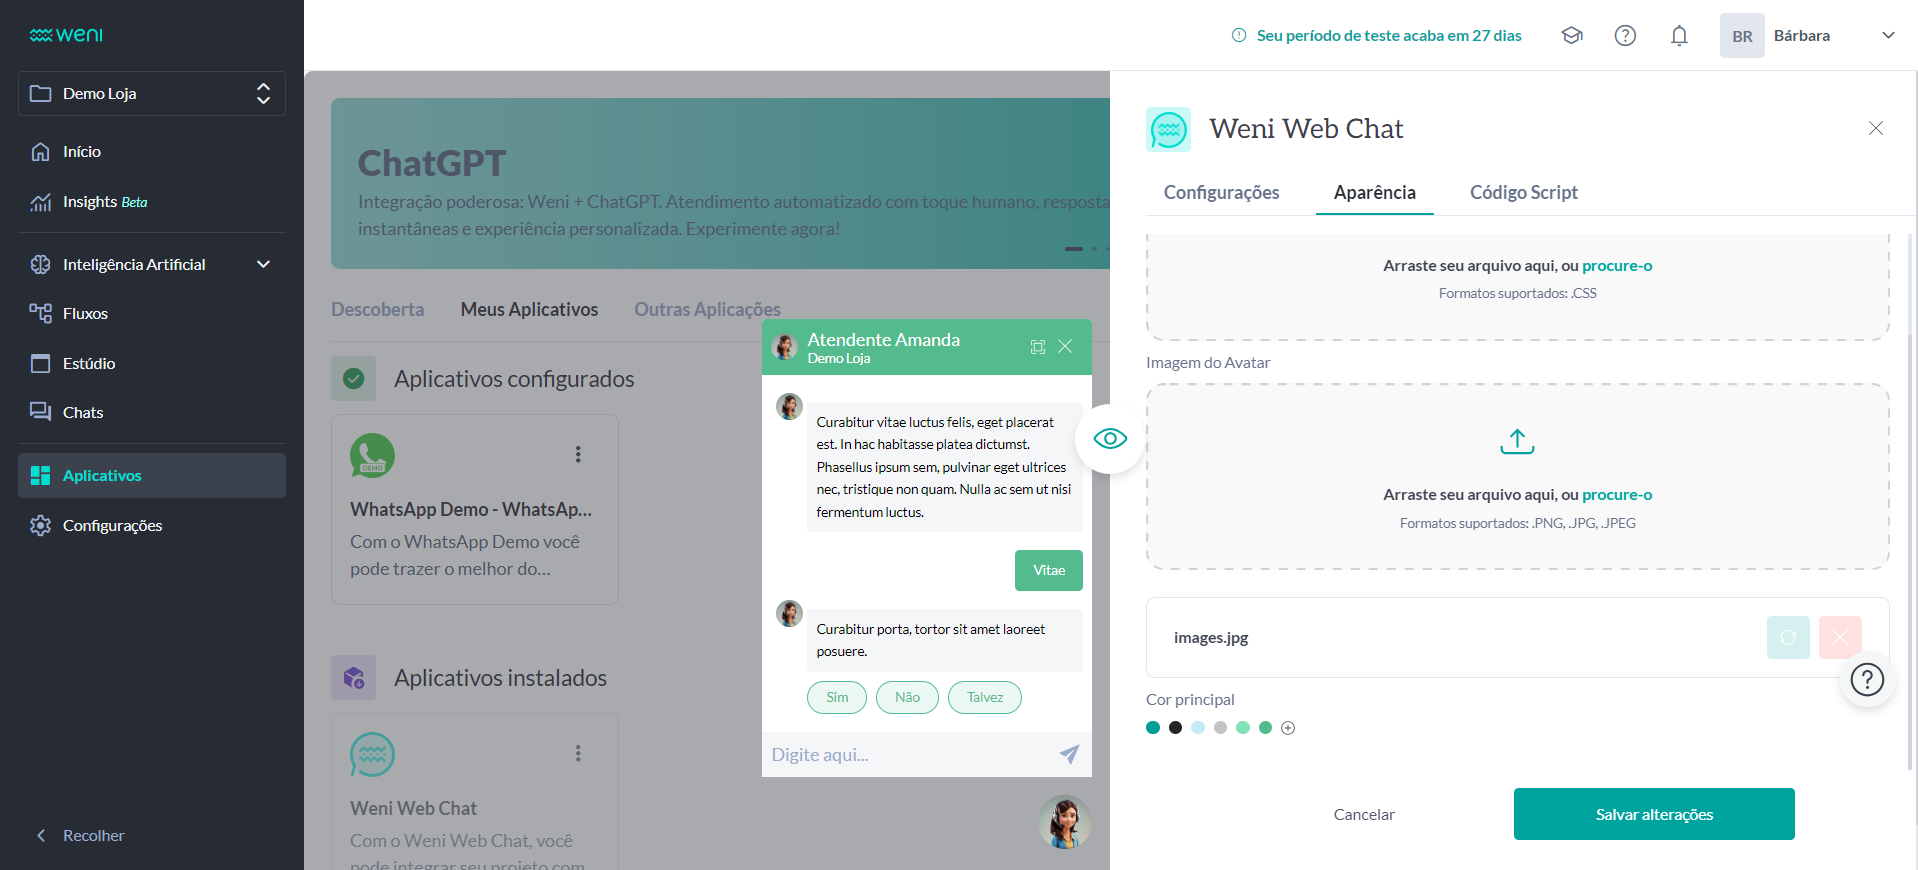 weni
Demo Loja
Início
Insights Beta
Inteligência Artificial
Fluxos
Estúdio
Chats
Aplicativos
Configurações
Recolher
Seu período de teste acaba em 27 dias
BR
Bárbara
ChatGPT
Integração poderosa: Weni + ChatGPT. Atendimento automatizado com toque humano, resposta
instantâneas e experiência personalizada. Experimente agora!
Descoberta
Meus Aplicativos
Outras Aplicações
Aplicativos configurados
DEMO
WhatsApp Demo - WhatsAp...
Com o WhatsApp Demo você
pode trazer o melhor do...
Aplicativos instalados
Weni Web Chat
Com o Weni Web Chat, você
pode integrar seu projeto com
Atendente Amanda
Demo Loja
Curabitur vitae luctus felis, eget placerat
est. In hac habitasse platea dictumst.
Phasellus ipsum sem, pulvinar eget ultrices
nec, tristique non quam. Nulla ac sem ut nisi
fermentum luctus.
Vitae
Curabitur porta, tortor sit amet laoreet
posuere.
Sim
Não
Talvez
Digite aqui...
Weni Web Chat
Configurações
Aparência
Código Script
Arraste seu arquivo aqui, ou procure-o
Formatos suportados: .CSS
Imagem do Avatar
Arraste seu arquivo aqui, ou procure-o
Formatos suportados: .PNG, .JPG, .JPEG
images.jpg
Cor principal
Cancelar
Salvar alterações